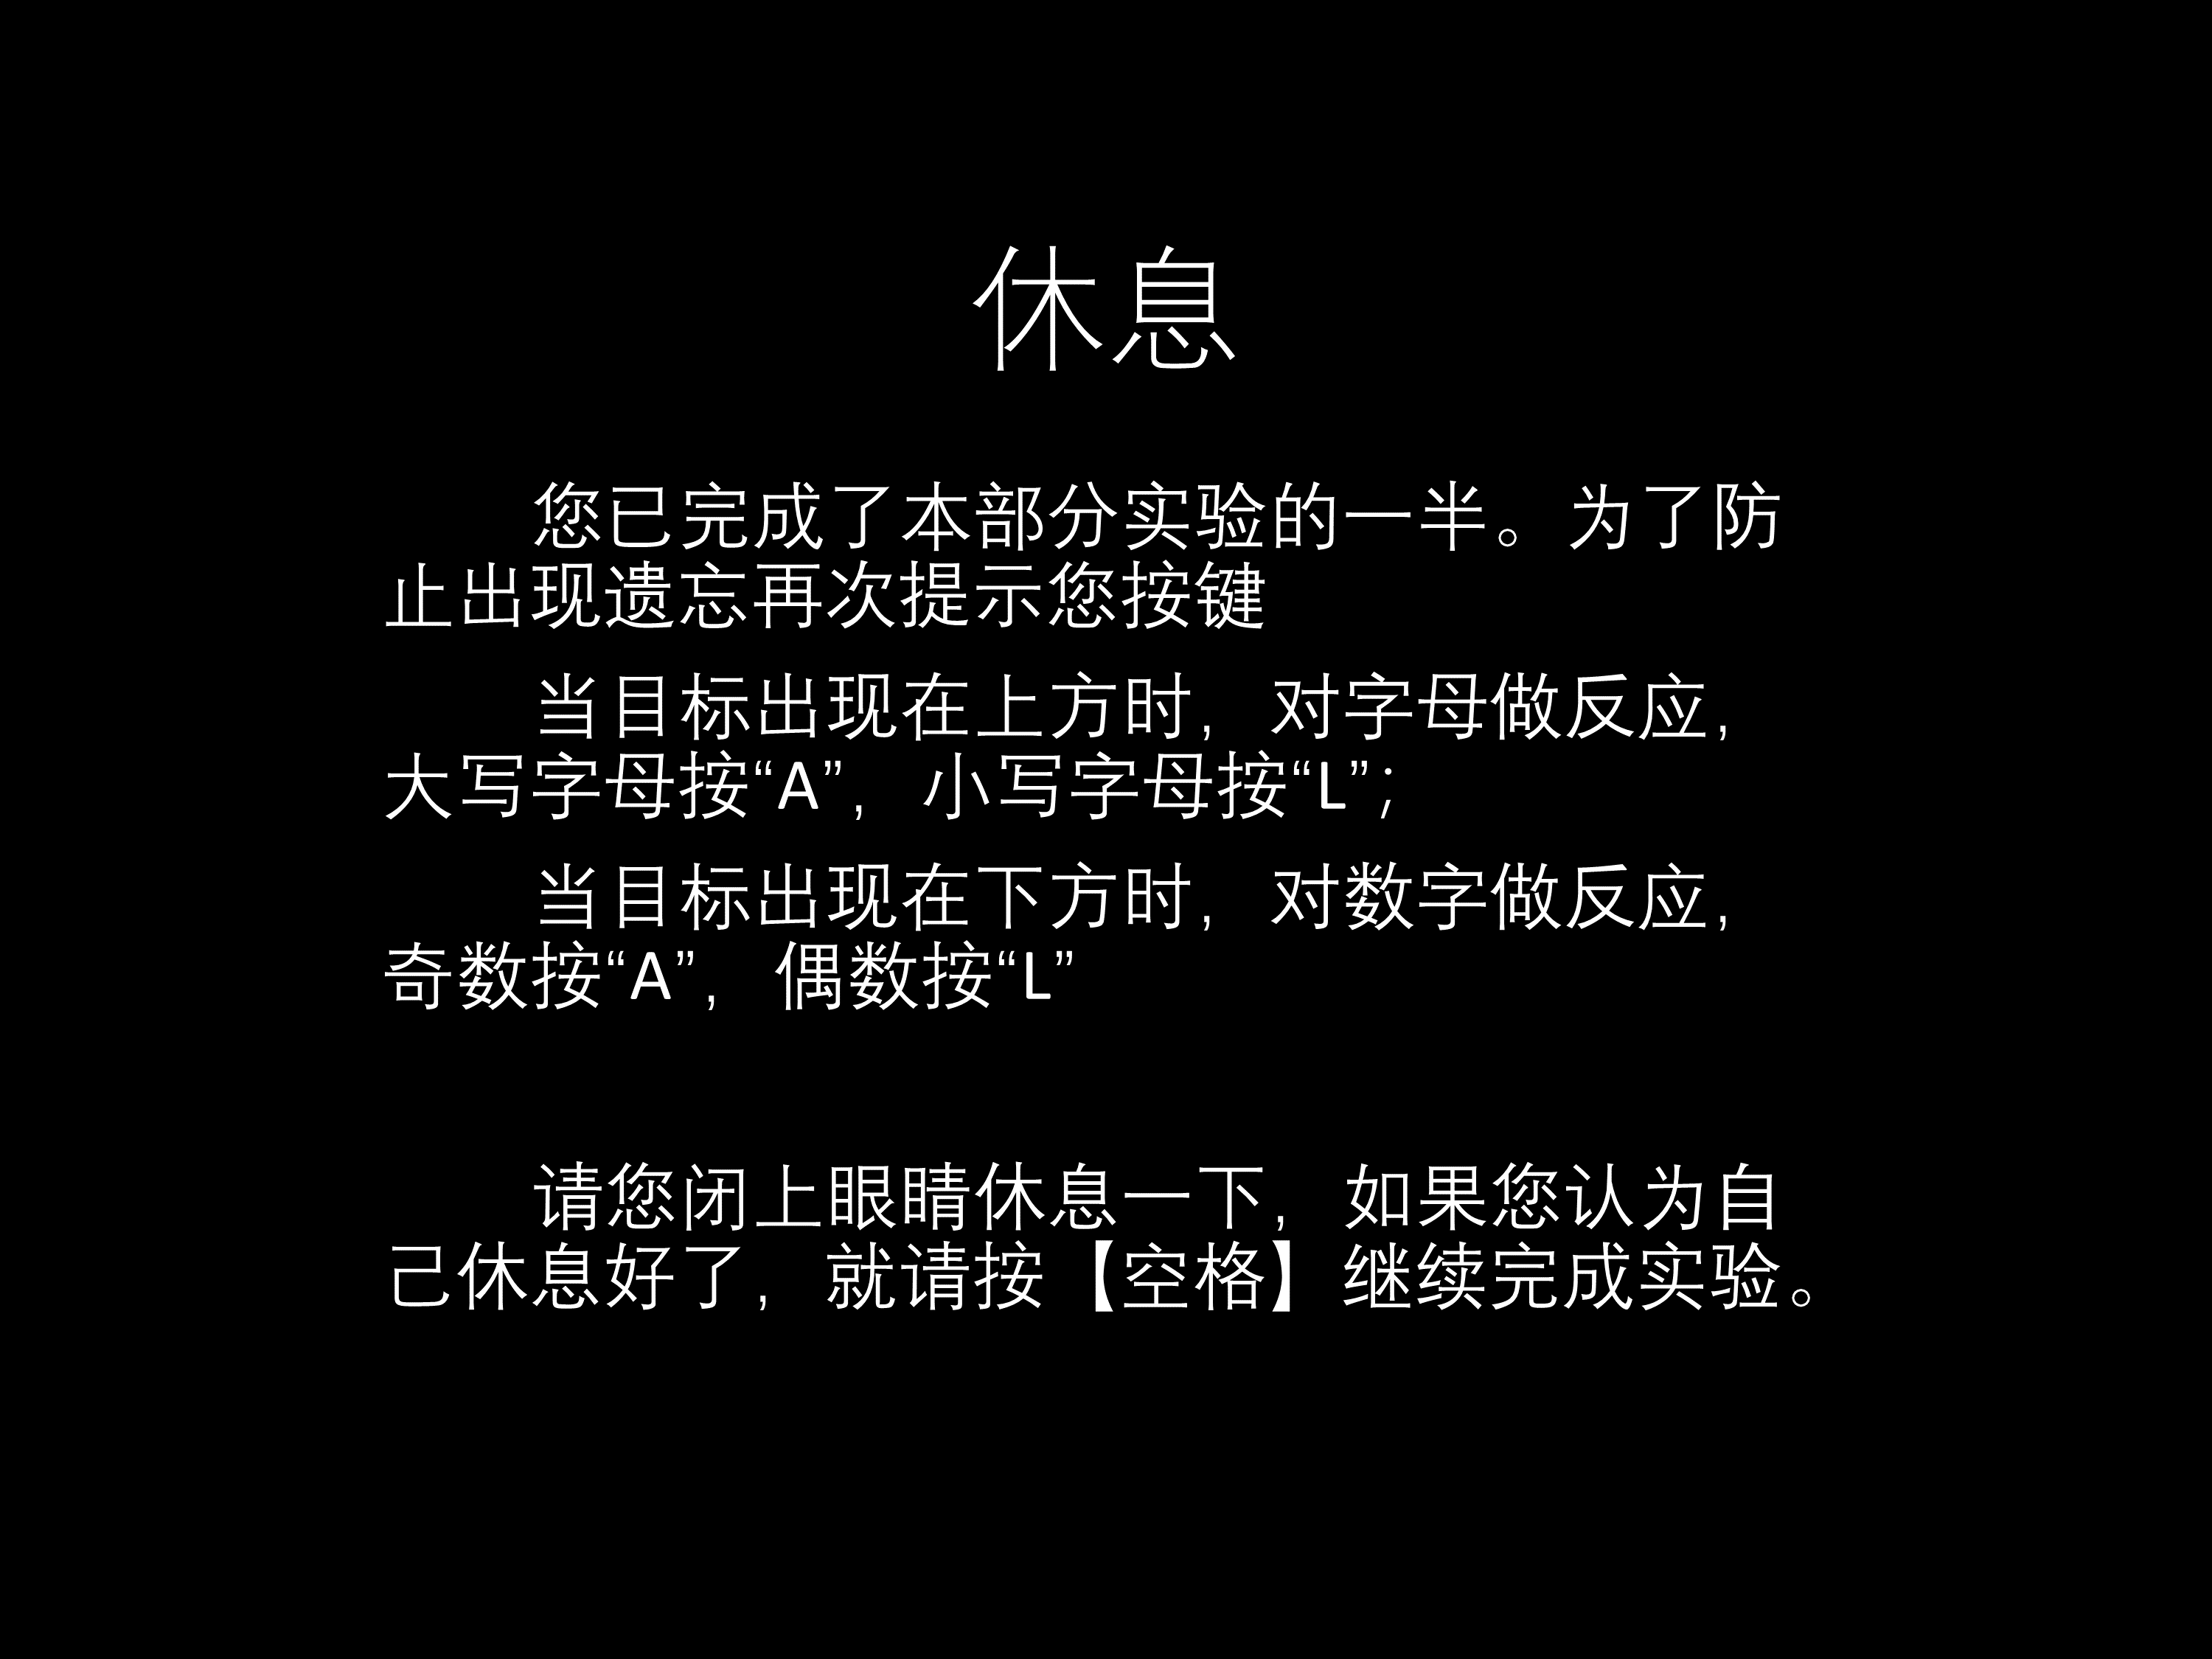 休息
您已完成了本部分实验的一半。为了防
止出现遗忘再次提示您按键
当目标出现在上方时，对字母做反应，
大写字母按“A”，小写字母按“L”；
当目标出现在下方时，对数字做反应，
奇数按“A”，偶数按“L”
请您闭上眼睛休息一下，如果您认为自
己休息好了，就请按【空格】继续完成实验。